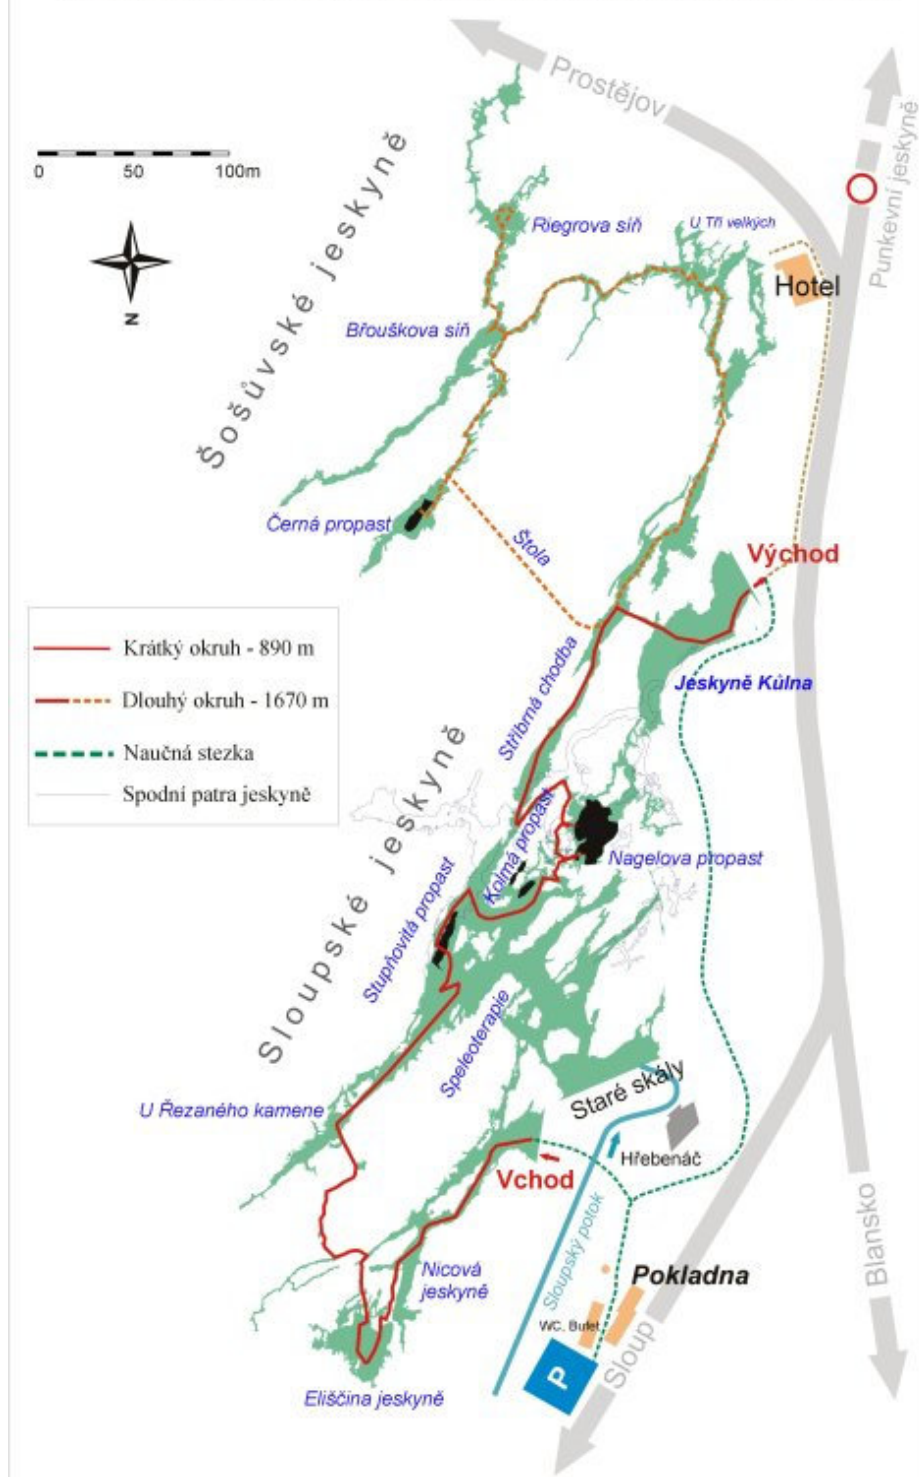 Prostějov
Punkevní jeskyně
0 50 100m
N
Šošůvské jeskyně
Riegrova síň
U Tří velkých
Hotel
Břouškova síň
Černá propast
Štola
Východ
Krátký okruh - 890 m
Dlouhý okruh - 1670 m
Naučná stezka
Spodní patra jeskyně
Stříbrná chodba
Jeskyně Kůlna
Sloupské jeskyně
Kolmá propast
Nagelova propast
Stupňovitá propast
Speleoterapie
U Řezaného kamene
Staré skály
Hřebenáč
Vchod
Sloupský potok
Blansko
Nicová
jeskyně
Pokladna
WC, Bufet
Sloup
P
Eliščina jeskyně